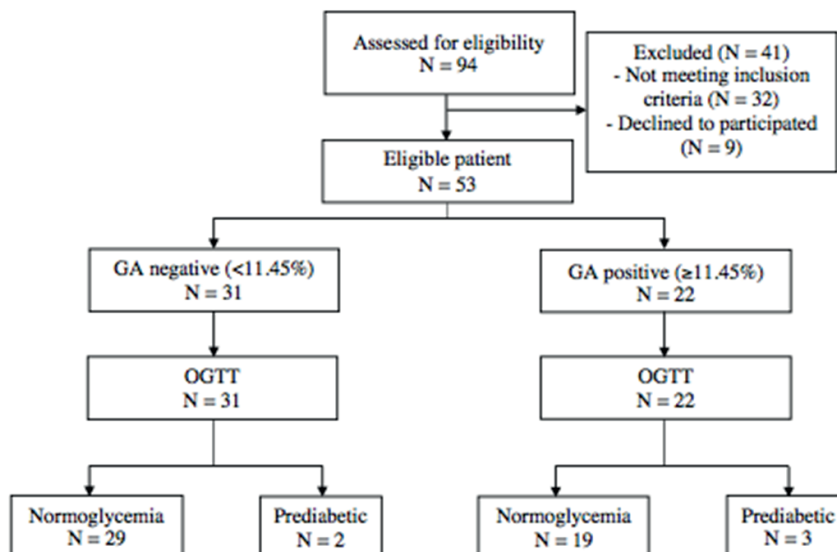 Assessed for eligibility
N = 94
Excluded (N = 41)
- Not meeting inclusion
criteria (N = 32)
- Declined to participated
(N = 9)
Eligible patient
N = 53
GA negative (<11.45%)
N = 31
GA positive (≥11.45%)
N = 22
OGTT
N = 31
OGTT
N = 22
Normoglycemia
N = 29
Prediabetic
N = 2
Normoglycemia
N = 19
Prediabetic
N = 3